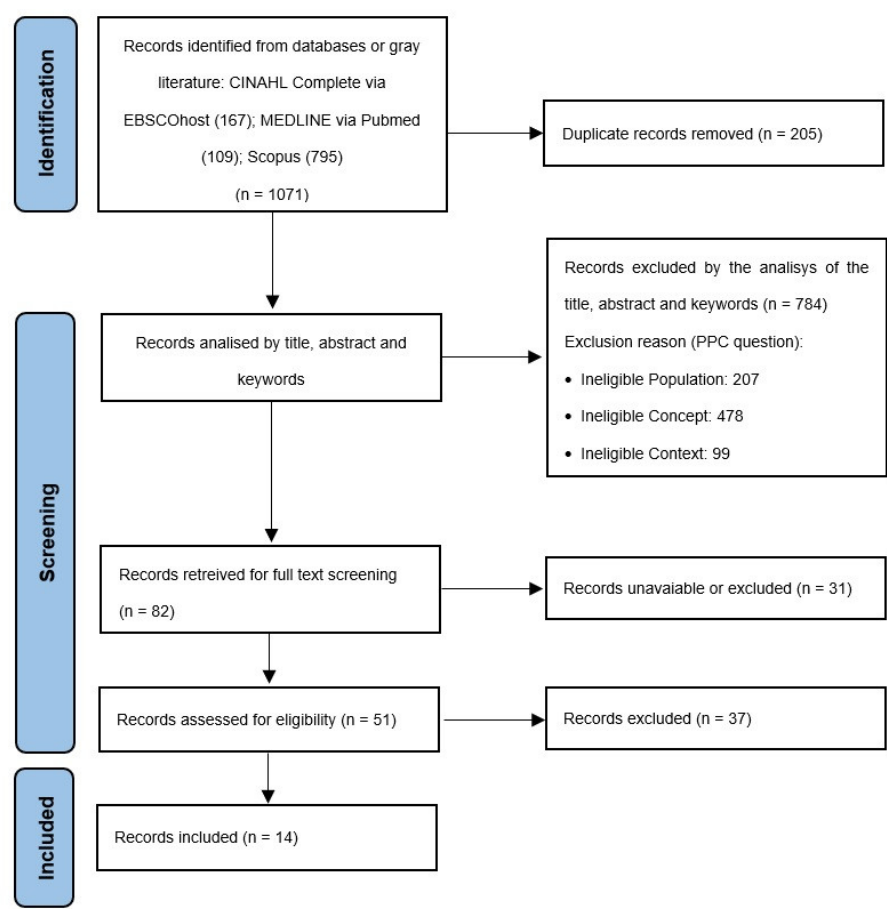 Identification
Records identified from databases or gray
literature: CINAHL Complete via
EBSCOhost (167); MEDLINE via Pubmed
(109); Scopus (795)
(n = 1071)
Duplicate records removed (n = 205)
Screening
Records analised by title, abstract and
keywords
Records excluded by the analisys of the
title, abstract and keywords (n = 784)
Exclusion reason (PPC question):
• Ineligible Population: 207
• Ineligible Concept: 478
• Ineligible Context: 99
Records retreived for full text screening
(n = 82)
Records unavaiable or excluded (n = 31)
Records assessed for eligibility (n = 51)
Records excluded (n = 37)
Included
Records included (n = 14)